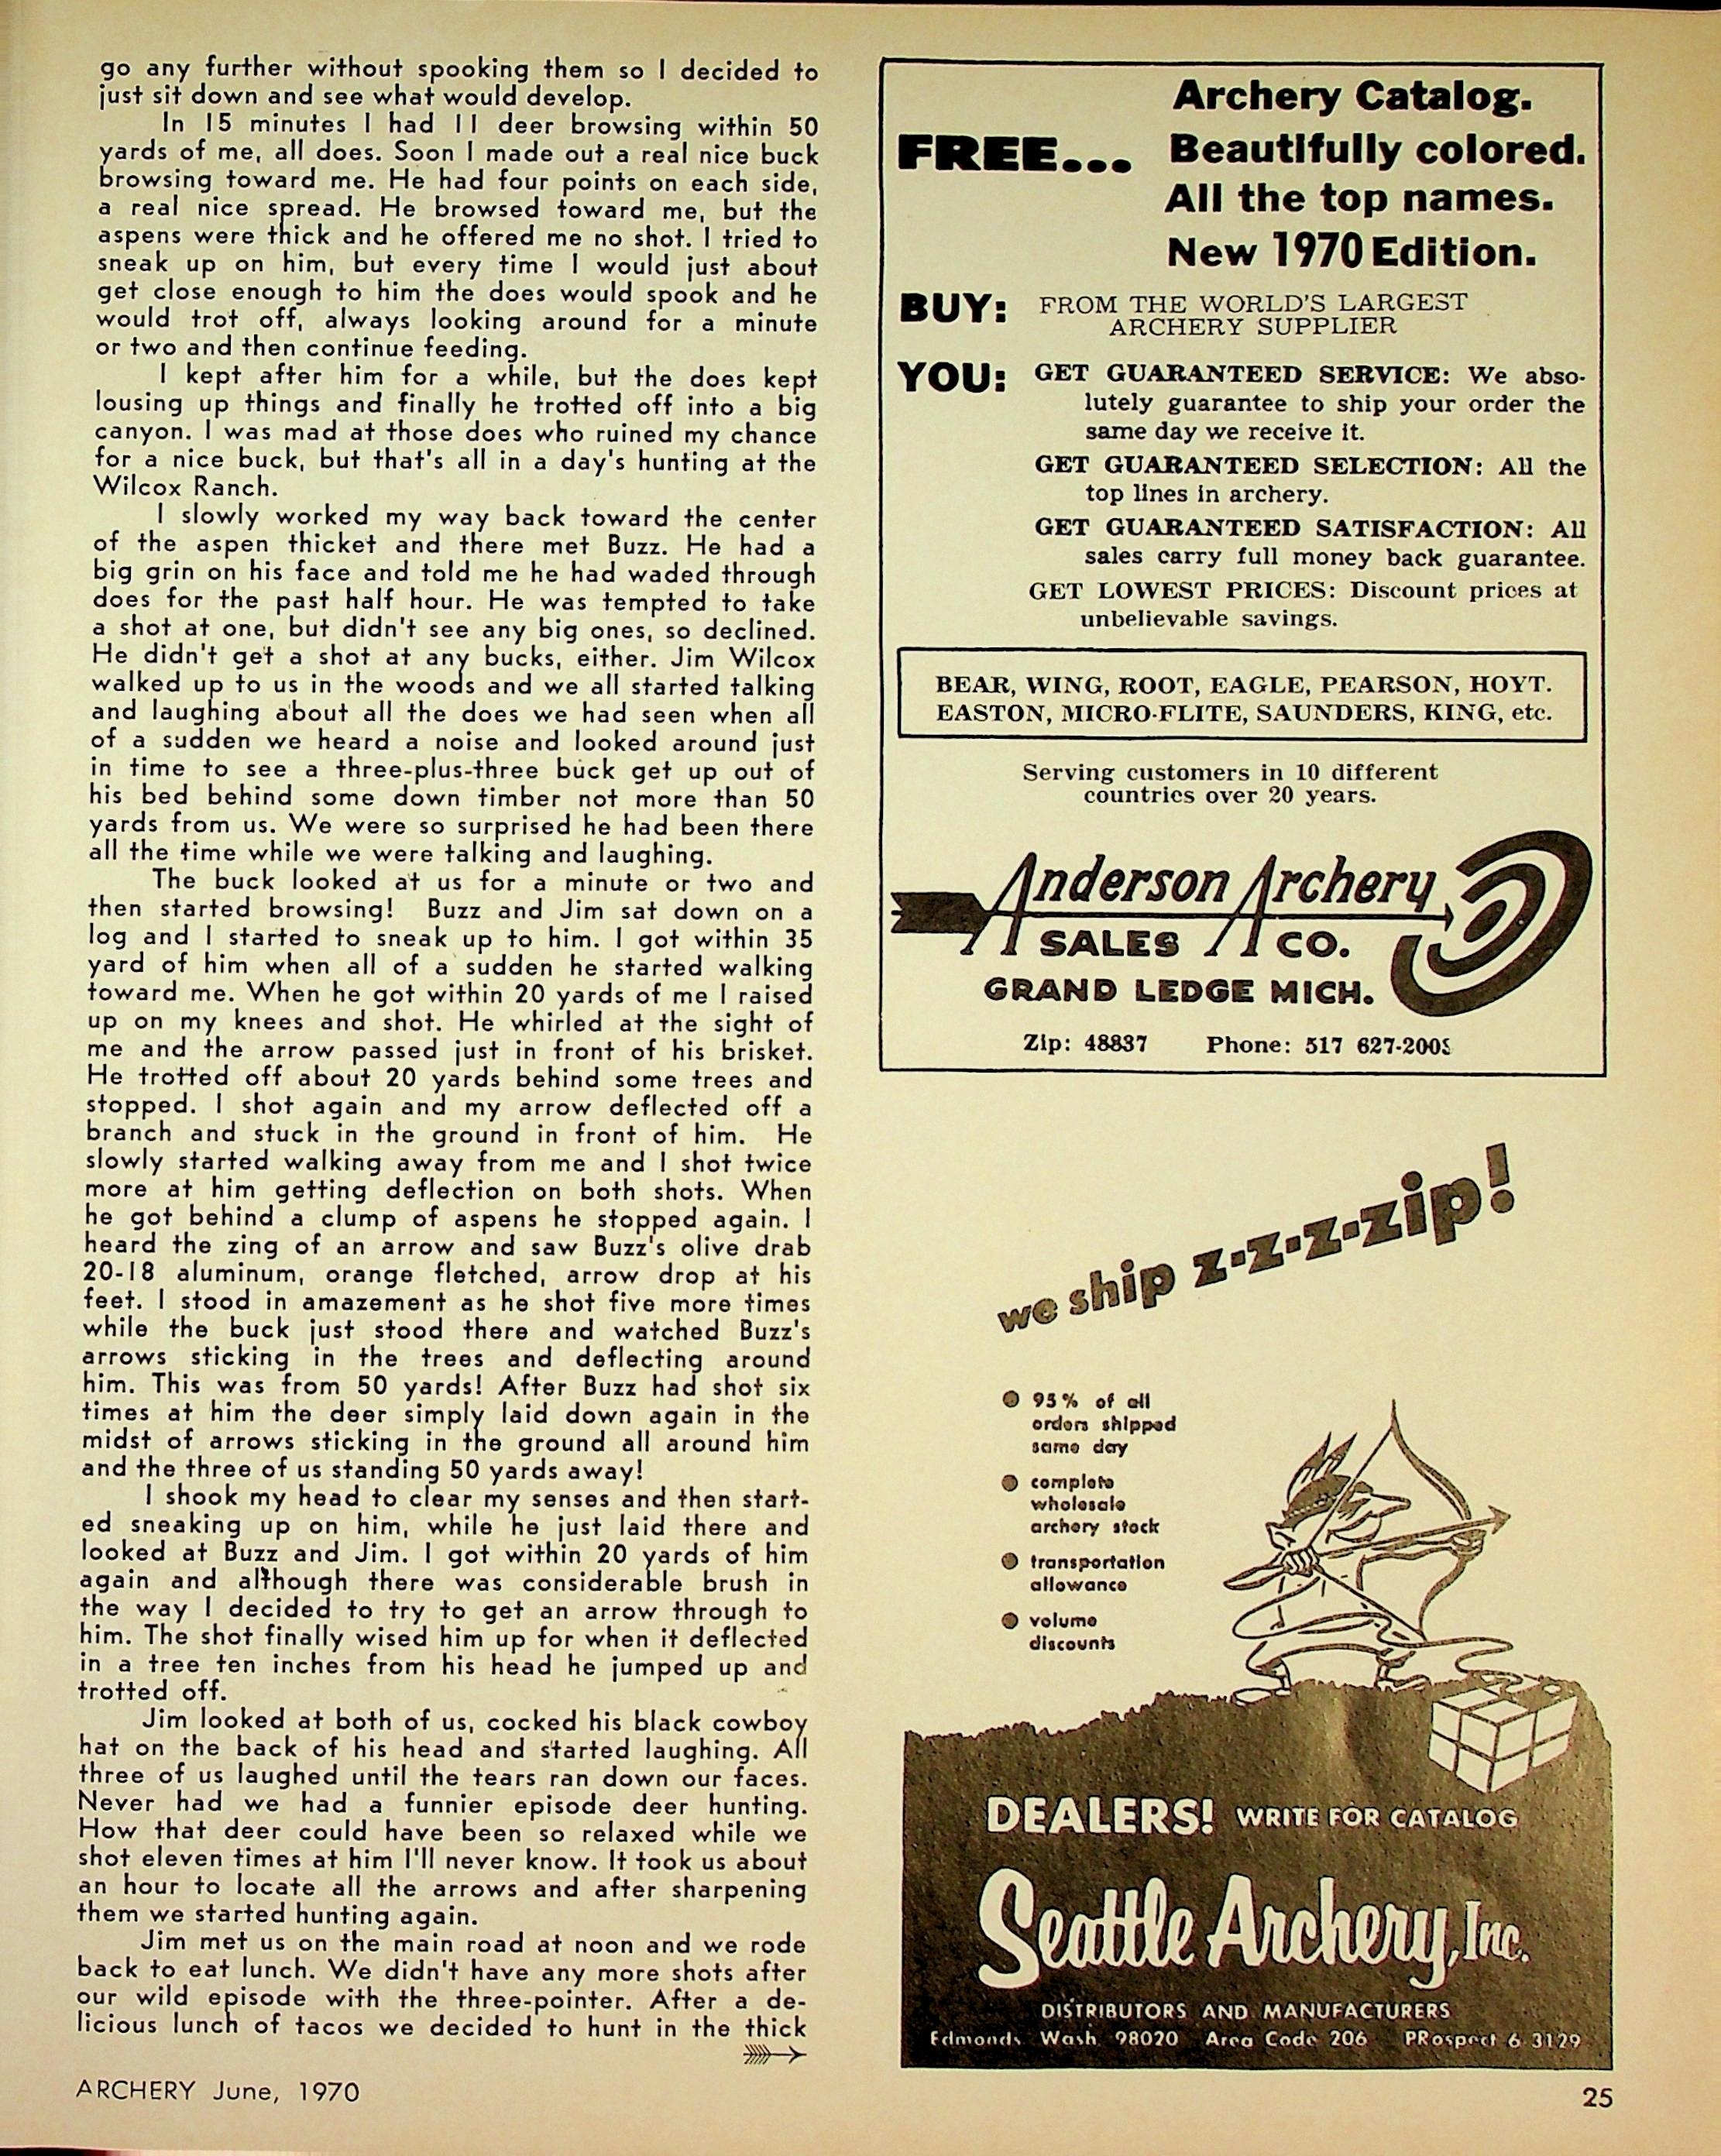 go any further without spooking them so I decided to
just sit down and see what would develop.
In 15 minutes I had 11 deer browsing within 50
yards of me, all does. Soon I made out a real nice buck
browsing toward me. He had four points on each side,
a real nice spread. He browsed toward me, but the
aspens were thick and he offered me no shot. I tried to
sneak up on him, but every time I would just about
get close enough to him the does would spook and he
would trot off, always looking around for a minute
or two and then continue feeding.
I kept after him for a while, but the does kept
lousing up things and finally he trotted off into a big
canyon. I was mad at those does who ruined my chance
for a nice buck, but that's all in a day's hunting at the
Wilcox Ranch.
I slowly worked my way back toward the center
of the aspen thicket and there met Buzz. He had a
big grin on his face and told me he had waded through
does for the past half hour. He was tempted to take
a shot at one, but didn't see any big ones, so declined.
He didn't get a shot at any bucks, either. Jim Wilcox
walked up to us in the woods and we all started talking
and laughing about all the does we had seen when all
of a sudden we heard a noise and looked around just
in time to see a three-plus-three buck get up out of
his bed behind some down timber not more than 50
yards from us. We were so surprised he had been there
all the time while we were talking and laughing.
The buck looked at us for a minute or two and
then started browsing! Buzz and Jim sat down on a
log and I started to sneak up to him. I got within 35
yard of him when all of a sudden he started walking
toward me. When he got within 20 yards of me I raised
up on my knees and shot. He whirled at the sight of
me and the arrow passed just in front of his brisket.
He trotted off about 20 yards behind some trees and
stopped. I shot again and my arrow deflected off a
branch and stuck in the ground in front of him. He
slowly started walking away from me and I shot twice
more at him getting deflection on both shots. When
he got behind a clump of aspens he stopped again. I
heard the zing of an arrow and saw Buzz's olive drab
20-18 aluminum, orange fletched, arrow drop at his
feet. I stood in amazement as he shot five more times
while the buck just stood there and watched Buzz's
arrows sticking in the trees and deflecting around
him. This was from 50 yards! After Buzz had shot six
times at him the deer simply laid down again in the
midst of arrows sticking in the ground all around him
and the three of us standing 50 yards away!
I shook my head to clear my senses and then start-
ed sneaking up on him, while he just laid there and
looked at Buzz and Jim. I got within 20 yards of him
again and although there was considerable brush in
the way I decided to try to get an arrow through to
him. The shot finally wised him up for when it deflected
in a tree ten inches from his head he jumped up and
trotted off.
Jim looked at both of us, cocked his black cowboy
hat on the back of his head and started laughing. All
three of us laughed until the tears ran down our faces.
Never had we had a funnier episode deer hunting.
How that deer could have been so relaxed while we
shot eleven times at him I'll never know. It took us about
an hour to locate all the arrows and after sharpening
them we started hunting again.
Jim met us on the main road at noon and we rode
back to eat lunch. We didn't have any more shots after
our wild episode with the three-pointer. After a de-
licious lunch of tacos we decided to hunt in the thick
ARCHERY June, 1970
FREE...
Archery Catalog.
Beautifully colored.
All the top names.
New 1970 Edition.
BUY: FROM THE WORLD'S LARGEST
ARCHERY SUPPLIER
YOU: GET GUARANTEED SERVICE: We abso-
lutely guarantee to ship your order the
same day we receive it.
GET GUARANTEED SELECTION: All the
top lines in archery.
GET GUARANTEED SATISFACTION: All
sales carry full money back guarantee.
GET LOWEST PRICES: Discount prices at
unbelievable savings.
BEAR, WING, ROOT, EAGLE, PEARSON, HOYT.
EASTON, MICRO-FLITE, SAUNDERS, KING, etc.
Serving customers in 10 different
countries over 20 years.
Anderson Archery
SALES CO.
GRAND LEDGE MICH.
Zip: 48837 Phone: 517
we ship z-z-z-zip!
95% of all
orders shipped
same day
complete
wholesale
archery stock
transportation
allowance
volume
discounts
DEALERS! WRITE FOR CATALOG
Seattle Archery, Inc.
DISTRIBUTORS AND MANUFACTURERS
Edmonds Wash 98020 Area Code 206 PRospect 6 3129
25